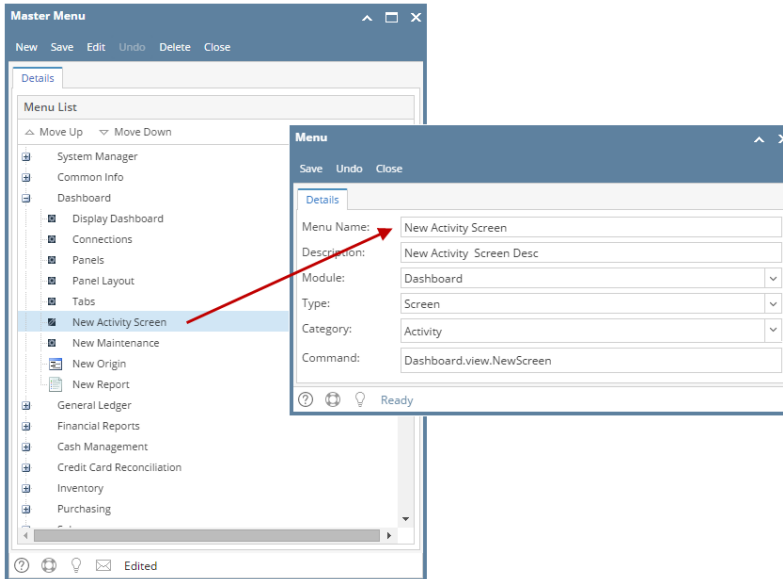 Master Menu
New Save Edit Undo Delete Close
Details
Menu List
Move Up Move Down
System Manager
Common Info
Dashboard
Display Dashboard
Connections
Panels
Panel Layout
Tabs
New Activity Screen
New Maintenance
New Origin
New Report
General Ledger
Financial Reports
Cash Management
Credit Card Reconciliation
Inventory
Purchasing
Edited
Menu
Save Undo Close
Details
Menu Name: New Activity Screen
Description: New Activity Screen Desc
Module: Dashboard
Type: Screen
Category: Activity
Command: Dashboard.view.NewScreen
Ready